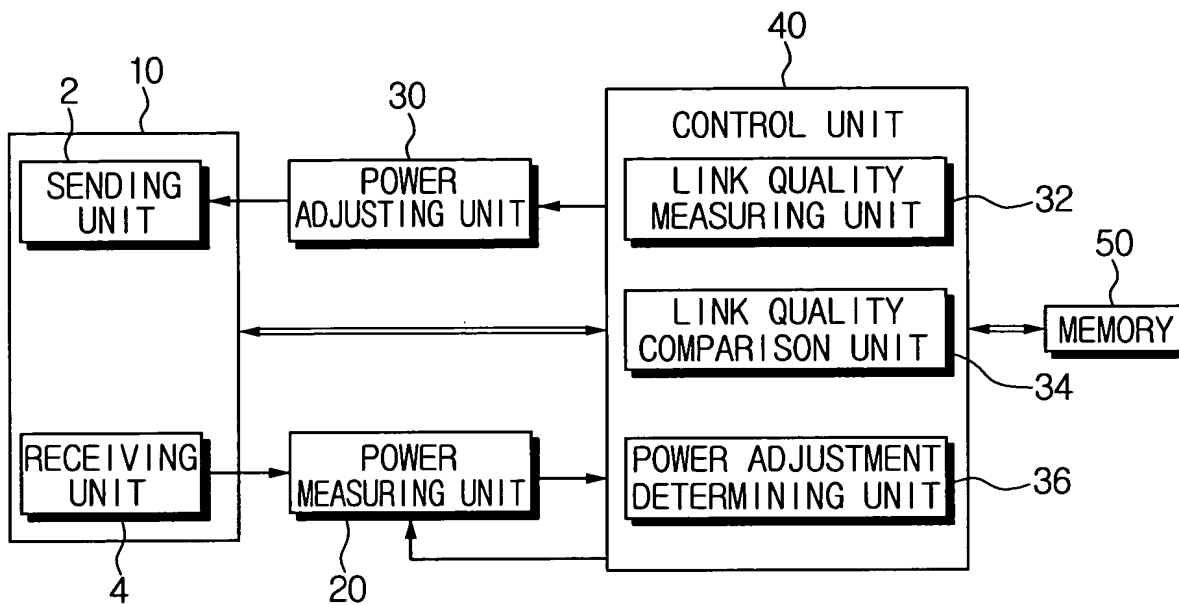 40
10
2
30
CONTROL UNIT
SENDING
UNIT
POWER
ADJUSTING UNIT
LINK QUALITY
MEASURING UNIT
32
50
LINK QUALITY
COMPARISON UNIT
MEMORY
34
RECEIVING
UNIT
POWER
MEASURING UNIT
POWER ADJUSTMENT
DETERMINING UNIT
36
4
20